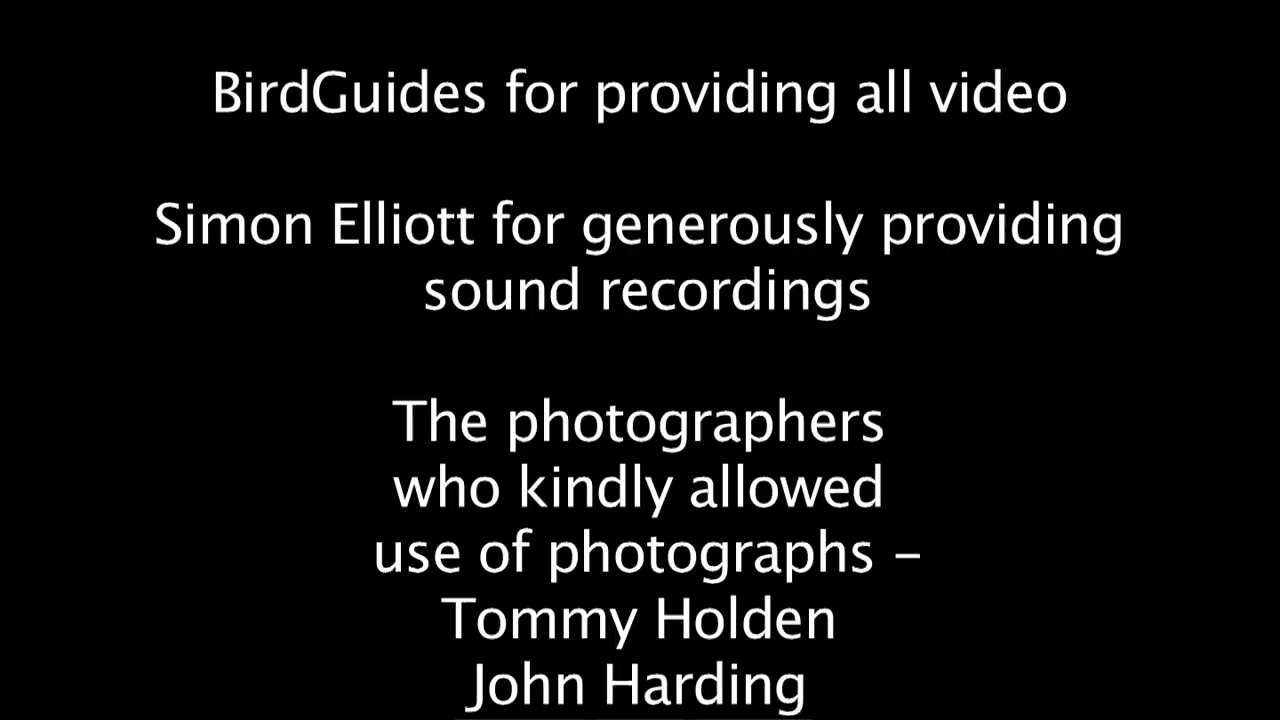 BirdGuides for providing all video
Simon Elliott for generously providing
sound recordings
The photographers
who kindly allowed
use of photographs –
Tommy Holden
John Harding